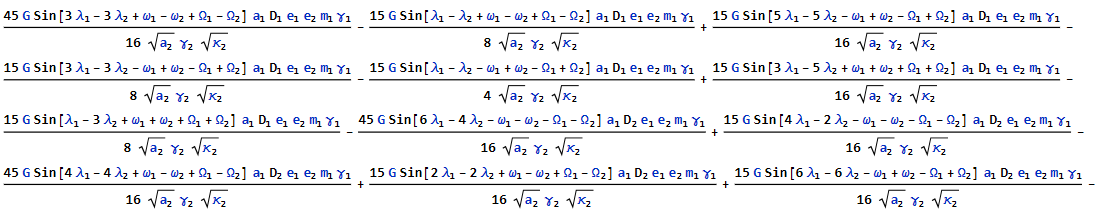 (45 G Sin[3 λ₁ - 3 λ₂ + ω₁ - ω₂ + Ω₁ - Ω₂] a₁ D₁ e₁ e₂ m₁ γ₁)/(16 √a₂ γ₂ √κ₂) - (15 G Sin[λ₁ - λ₂ + ω₁ - ω₂ + Ω₁ - Ω₂] a₁ D₁ e₁ e₂ m₁ γ₁)/(8 √a₂ γ₂ √κ₂) + (15 G Sin[5 λ₁ - 5 λ₂ - ω₁ + ω₂ - Ω₁ + Ω₂] a₁ D₁ e₁ e₂ m₁ γ₁)/(16 √a₂ γ₂ √κ₂) -
(15 G Sin[3 λ₁ - 3 λ₂ - ω₁ + ω₂ - Ω₁ + Ω₂] a₁ D₁ e₁ e₂ m₁ γ₁)/(8 √a₂ γ₂ √κ₂) - (15 G Sin[λ₁ - λ₂ - ω₁ + ω₂ - Ω₁ + Ω₂] a₁ D₁ e₁ e₂ m₁ γ₁)/(4 √a₂ γ₂ √κ₂) + (15 G Sin[3 λ₁ - 5 λ₂ + ω₁ + ω₂ + Ω₁ + Ω₂] a₁ D₁ e₁ e₂ m₁ γ₁)/(16 √a₂ γ₂ √κ₂) -
(15 G Sin[λ₁ - 3 λ₂ + ω₁ + ω₂ + Ω₁ + Ω₂] a₁ D₁ e₁ e₂ m₁ γ₁)/(8 √a₂ γ₂ √κ₂) - (45 G Sin[6 λ₁ - 4 λ₂ - ω₁ - ω₂ - Ω₁ - Ω₂] a₁ D₂ e₁ e₂ m₁ γ₁)/(16 √a₂ γ₂ √κ₂) + (15 G Sin[4 λ₁ - 2 λ₂ - ω₁ - ω₂ - Ω₁ - Ω₂] a₁ D₂ e₁ e₂ m₁ γ₁)/(16 √a₂ γ₂ √κ₂) -
(45 G Sin[4 λ₁ - 4 λ₂ + ω₁ - ω₂ + Ω₁ - Ω₂] a₁ D₂ e₁ e₂ m₁ γ₁)/(16 √a₂ γ₂ √κ₂) + (15 G Sin[2 λ₁ - 2 λ₂ + ω₁ - ω₂ + Ω₁ - Ω₂] a₁ D₂ e₁ e₂ m₁ γ₁)/(16 √a₂ γ₂ √κ₂) + (15 G Sin[6 λ₁ - 6 λ₂ - ω₁ + ω₂ - Ω₁ + Ω₂] a₁ D₂ e₁ e₂ m₁ γ₁)/(16 √a₂ γ₂ √κ₂) -